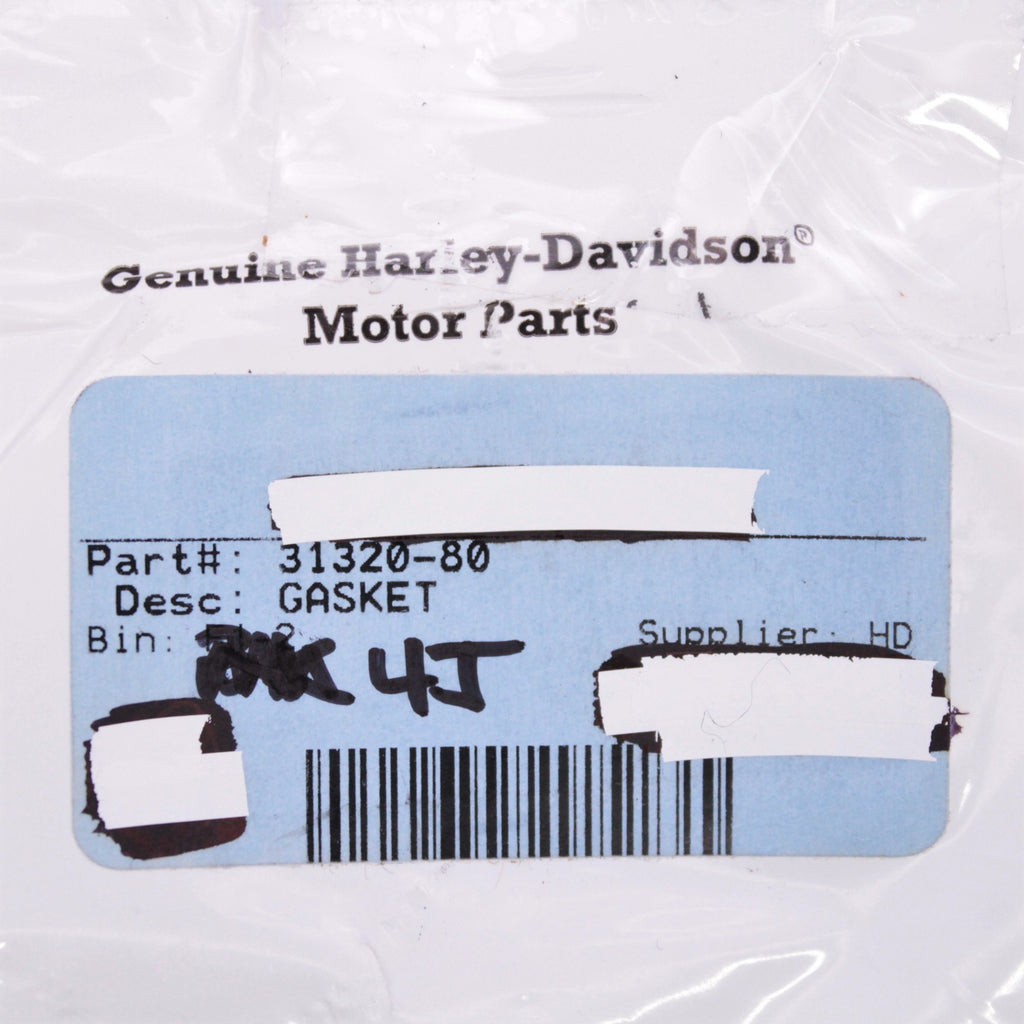 Genuine Harley-Davidson®
Motor Parts
Part#: 31320-80
Desc: GASKET
Bin: 4J
Supplier: HD